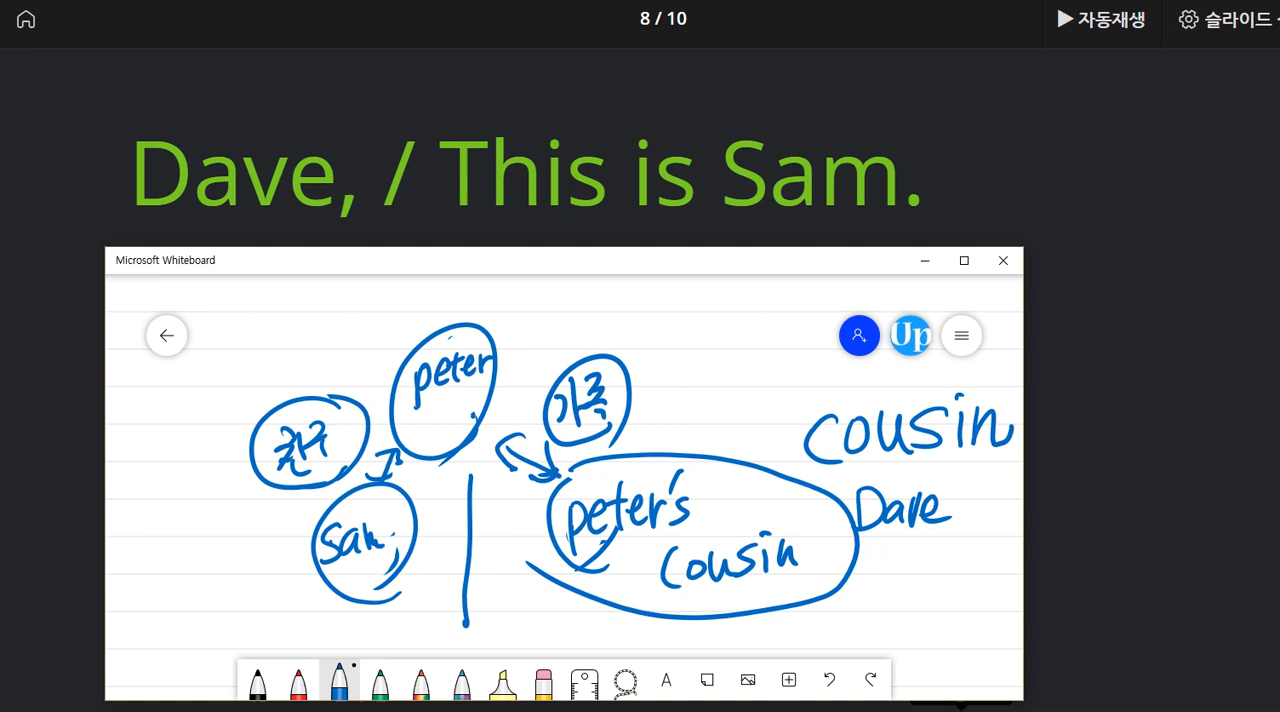 8 / 10
▶ 자동재생
슬라이드
Dave, / This is Sam.
Microsoft Whiteboard
Up
peter
가족
친구
cousin
sam
peter's
cousin
Dave
A